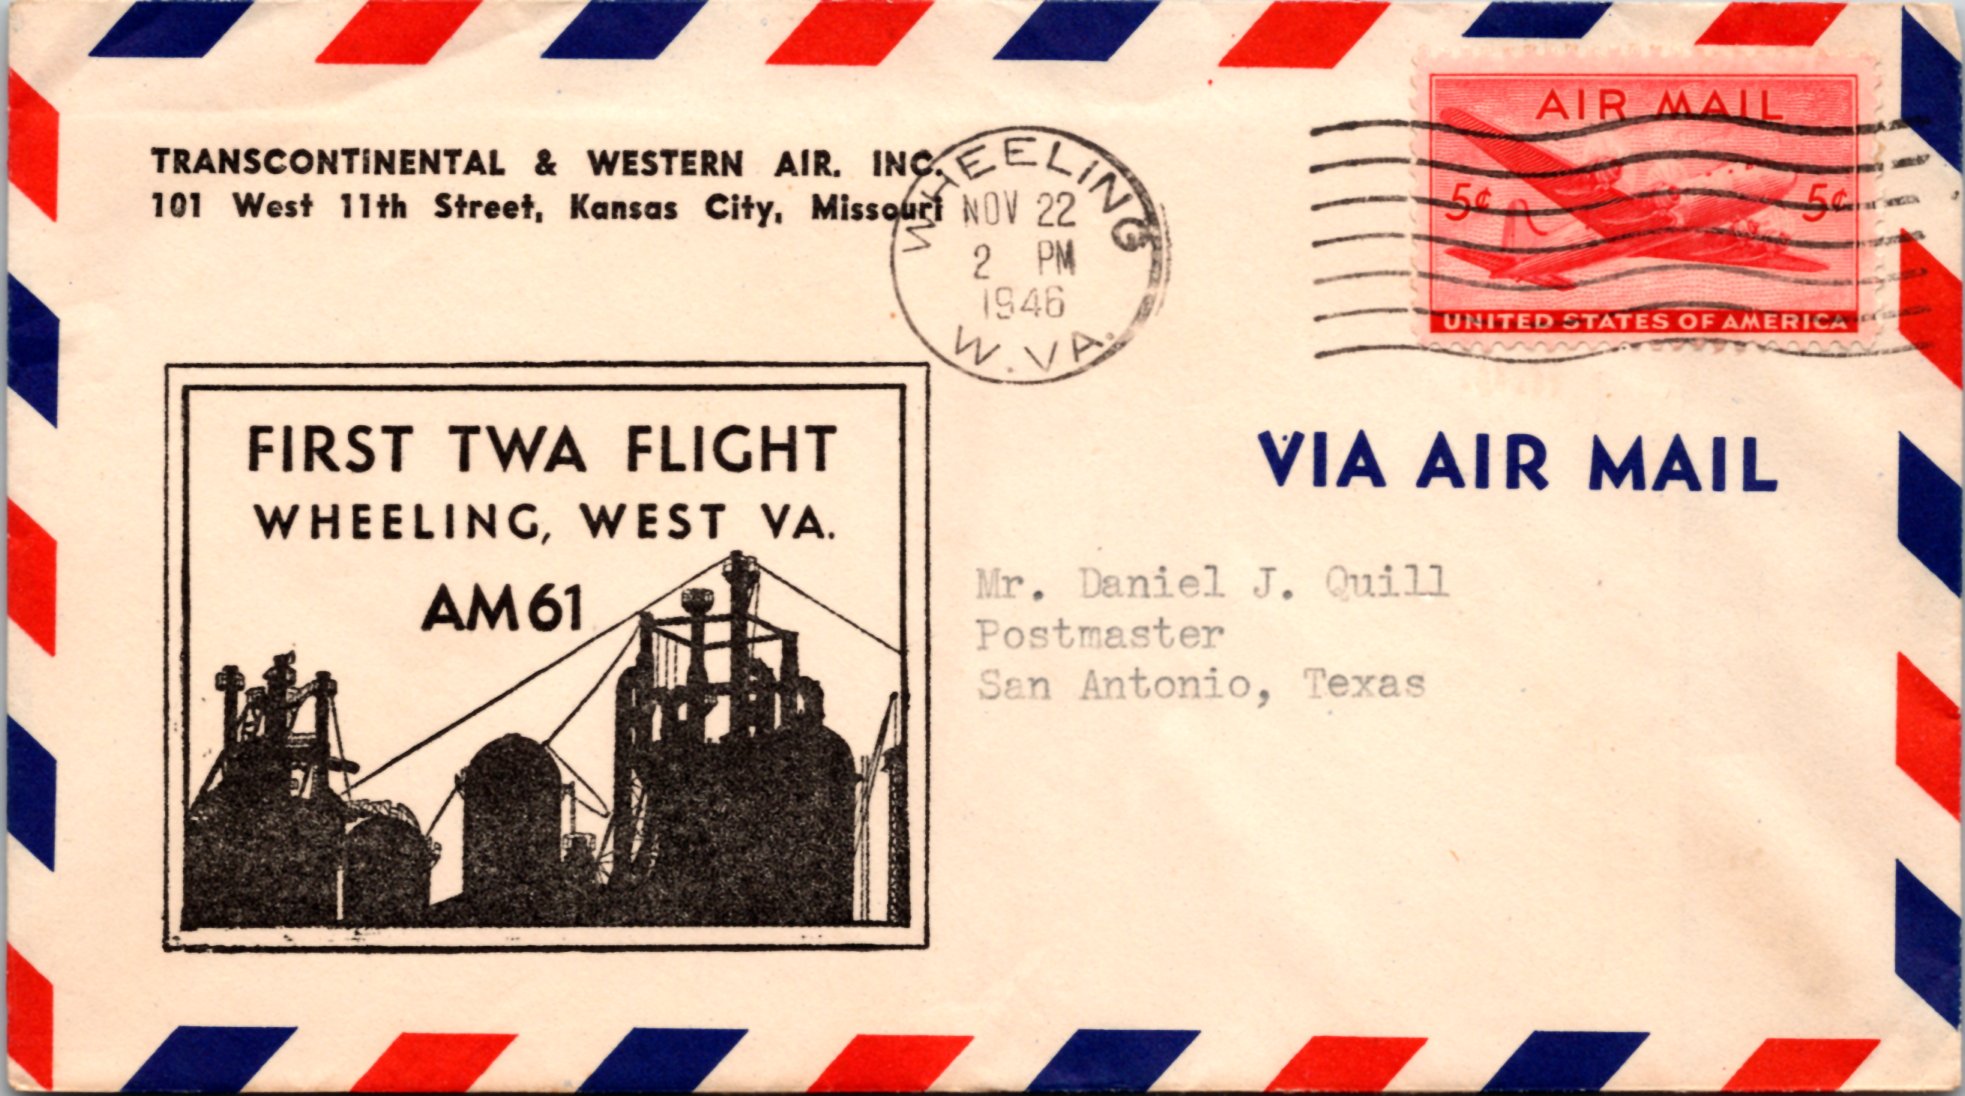 TRANSCONTINENTAL & WESTERN AIR. INC.
101 West 11th Street, Kansas City, Missouri
WHEELING
NOV 22
2 PM
1946
W. VA.
AIR MAIL
5¢ 5¢
UNITED STATES OF AMERICA
FIRST TWA FLIGHT
WHEELING, WEST VA.
AM61
VIA AIR MAIL
Mr. Daniel J. Quill
Postmaster
San Antonio, Texas